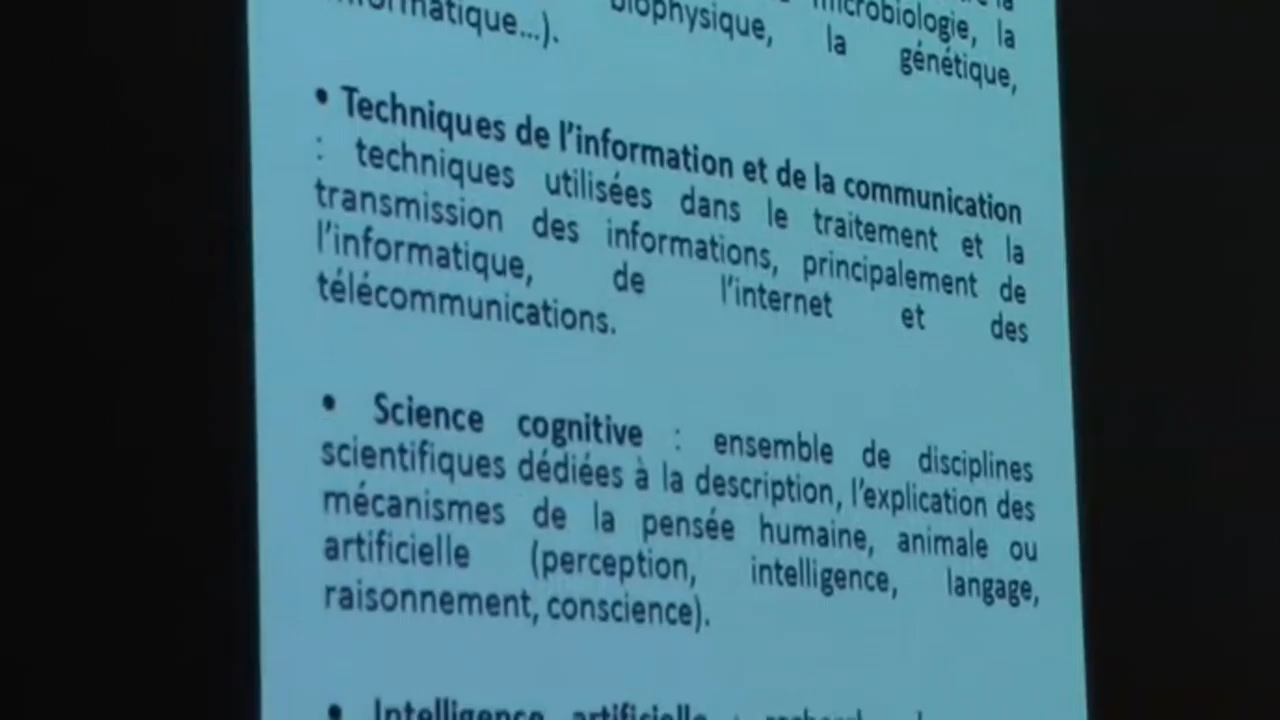 microbiologie, la
biophysique, la génétique,
informatique...).
• Techniques de l'information et de la communication
: techniques utilisées dans le traitement et la
transmission des informations, principalement de
l'informatique, de l'internet et des
télécommunications.
• Science cognitive : ensemble de disciplines
scientifiques dédiées à la description, l'explication des
mécanismes de la pensée humaine, animale ou
artificielle (perception, intelligence, langage,
raisonnement, conscience).
• Intelligence artificielle :